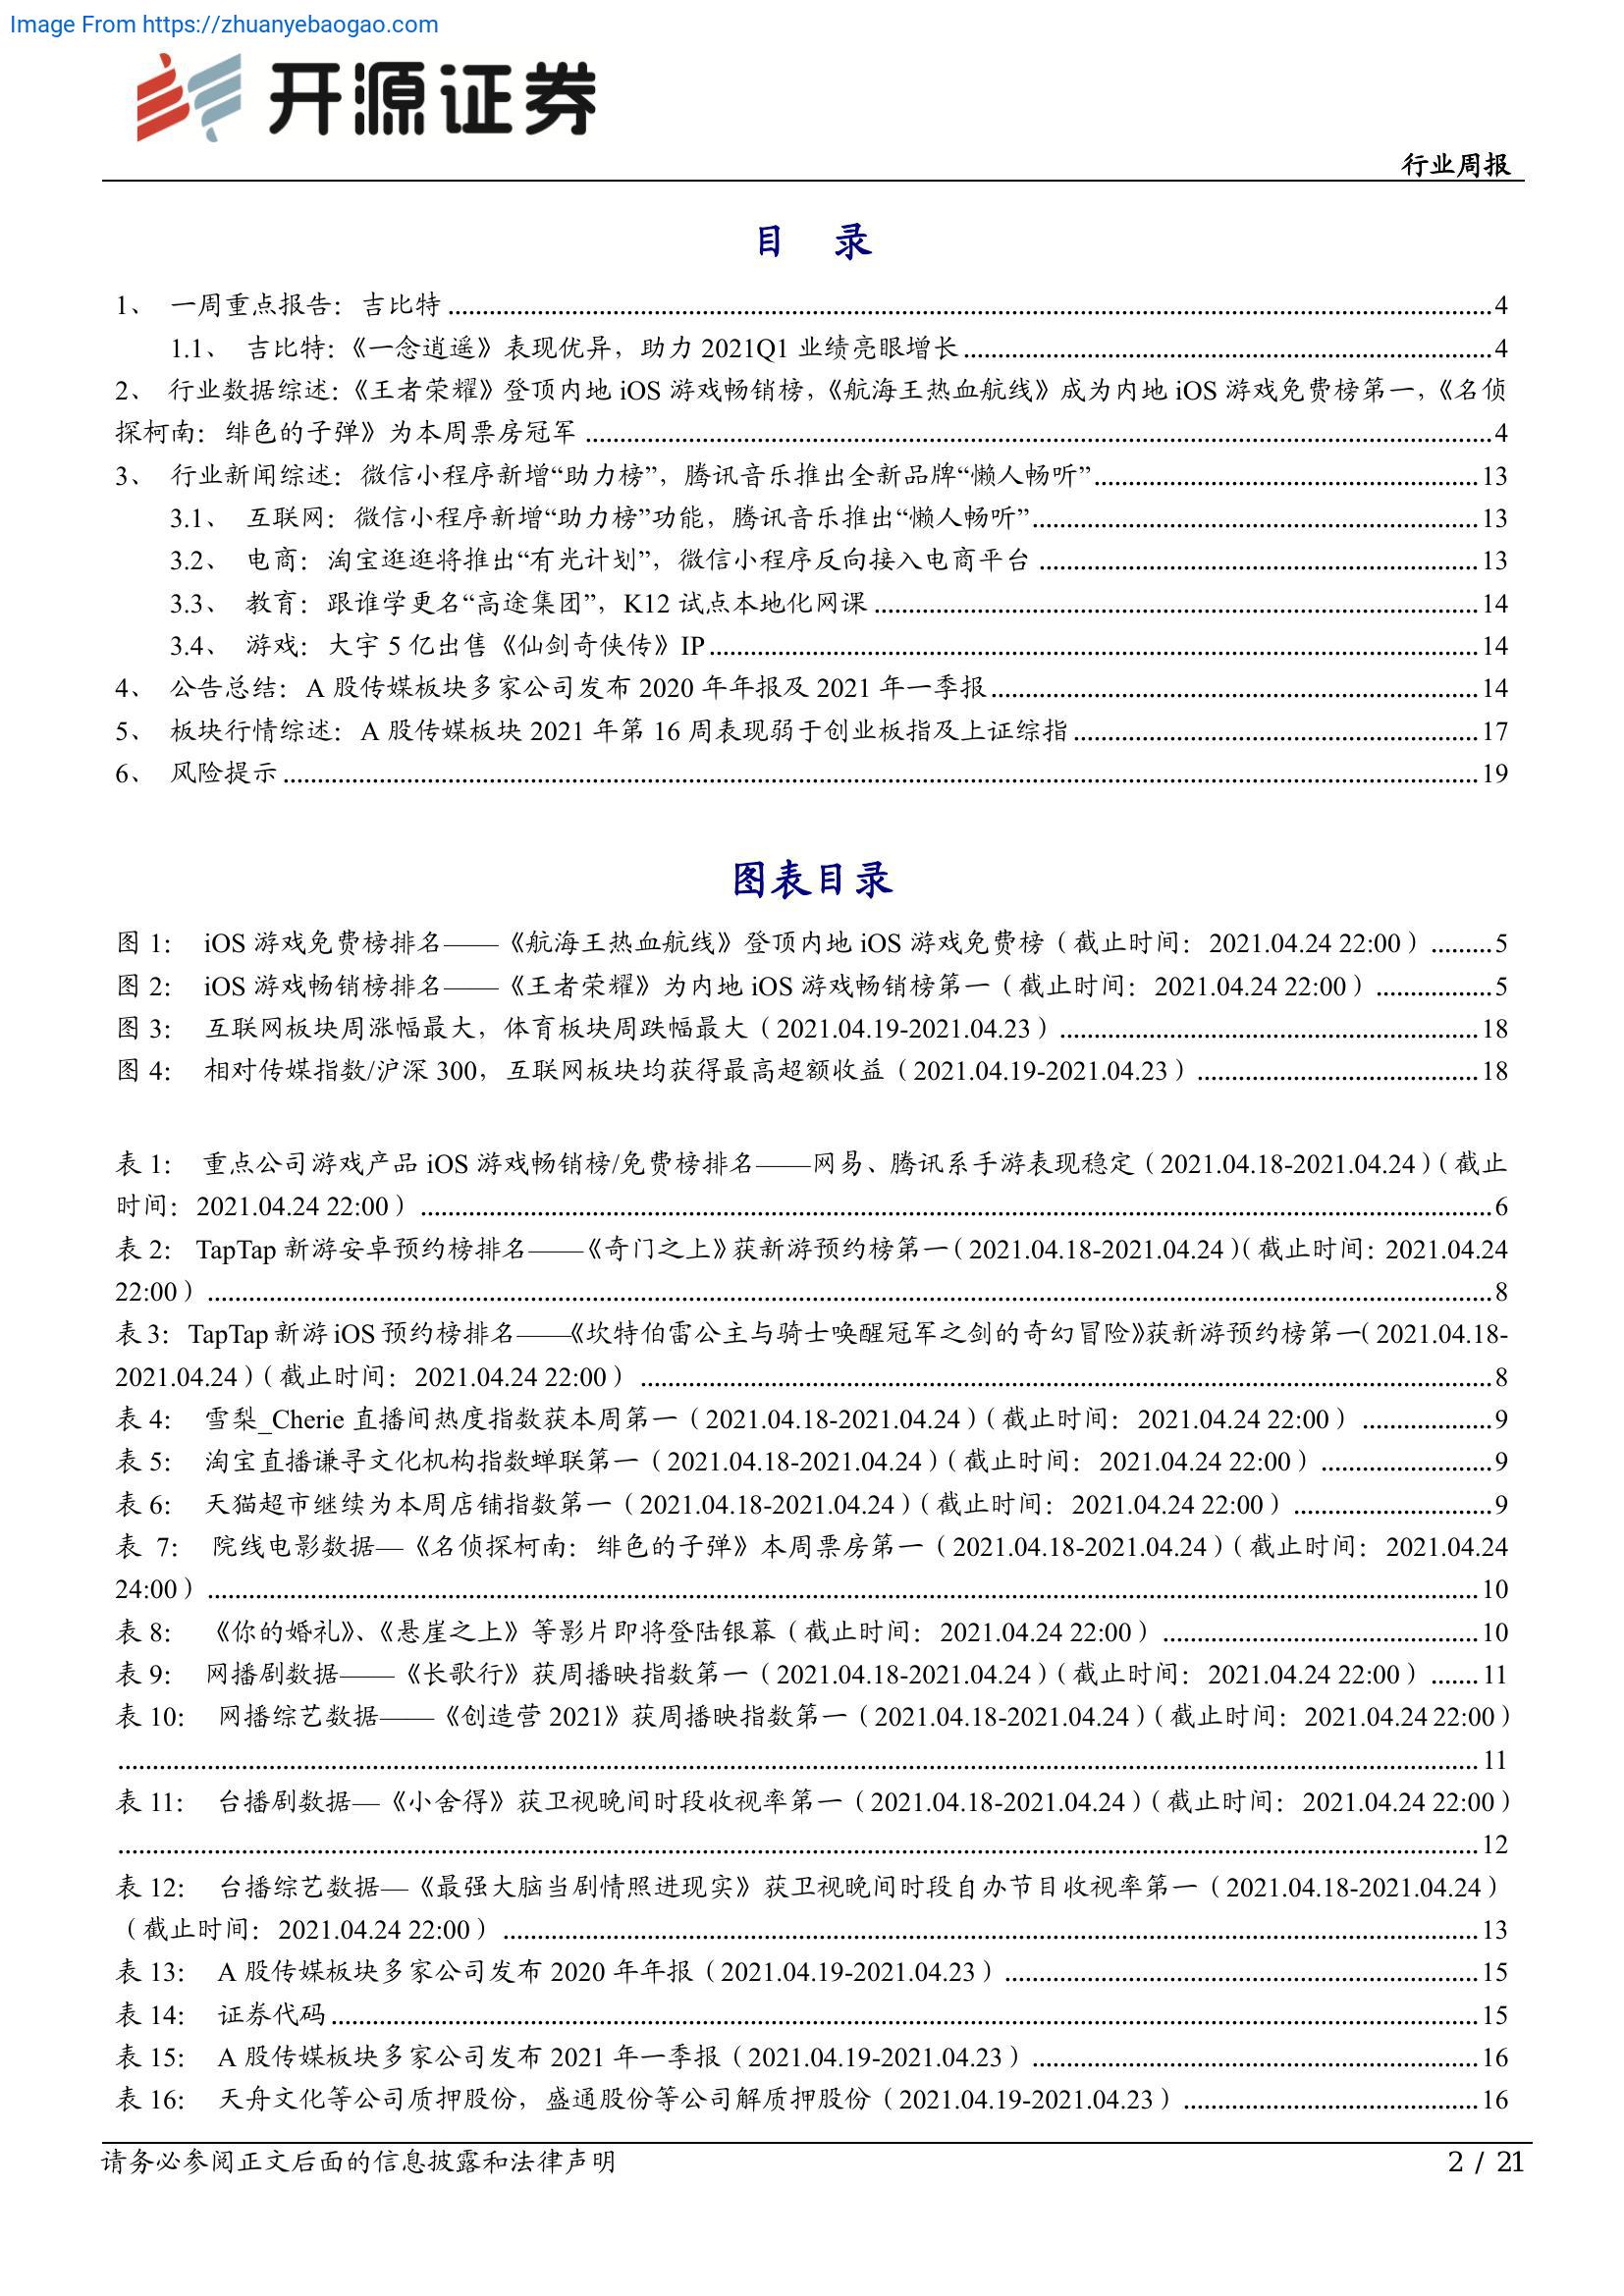 Image From https://zhuanyebaogao.com
开源证券
行业周报
目 录
1、 一周重点报告：吉比特 ........ 4
1.1、 吉比特：《一念逍遥》表现优异，助力 2021Q1 业绩亮眼增长 ........ 4
2、 行业数据综述：《王者荣耀》登顶内地 iOS 游戏畅销榜，《航海王热血航线》成为内地 iOS 游戏免费榜第一，《名侦
探柯南：绯色的子弹》为本周票房冠军 ........ 4
3、 行业新闻综述：微信小程序新增“助力榜”，腾讯音乐推出全新品牌“懒人畅听” ........ 13
3.1、 互联网：微信小程序新增“助力榜”功能，腾讯音乐推出“懒人畅听” ........ 13
3.2、 电商：淘宝逛逛将推出“有光计划”，微信小程序反向接入电商平台 ........ 13
3.3、 教育：跟谁学更名“高途集团”，K12 试点本地化网课 ........ 14
3.4、 游戏：大宇 5 亿出售《仙剑奇侠传》IP ........ 14
4、 公告总结：A 股传媒板块多家公司发布 2020 年年报及 2021 年一季报 ........ 14
5、 板块行情综述：A 股传媒板块 2021 年第 16 周表现弱于创业板指及上证综指 ........ 17
6、 风险提示 ........ 19
图表目录
图 1： iOS 游戏免费榜排名——《航海王热血航线》登顶内地 iOS 游戏免费榜（截止时间：2021.04.24 22:00） ........ 5
图 2： iOS 游戏畅销榜排名——《王者荣耀》为内地 iOS 游戏畅销榜第一（截止时间：2021.04.24 22:00） ........ 5
图 3： 互联网板块周涨幅最大，体育板块周跌幅最大（2021.04.19-2021.04.23） ........ 18
图 4： 相对传媒指数/沪深 300，互联网板块均获得最高超额收益（2021.04.19-2021.04.23） ........ 18
表 1： 重点公司游戏产品 iOS 游戏畅销榜/免费榜排名——网易、腾讯系手游表现稳定（2021.04.18-2021.04.24）（截止
时间：2021.04.24 22:00） ........ 6
表 2： TapTap 新游安卓预约榜排名——《奇门之上》获新游预约榜第一（2021.04.18-2021.04.24）（截止时间：2021.04.24
22:00） ........ 8
表 3：TapTap 新游 iOS 预约榜排名——《坎特伯雷公主与骑士唤醒冠军之剑的奇幻冒险》获新游预约榜第一（2021.04.18-
2021.04.24）（截止时间：2021.04.24 22:00） ........ 8
表 4： 雪梨_Cherie 直播间热度指数获本周第一（2021.04.18-2021.04.24）（截止时间：2021.04.24 22:00） ........ 9
表 5： 淘宝直播谦寻文化机构指数蝉联第一（2021.04.18-2021.04.24）（截止时间：2021.04.24 22:00） ........ 9
表 6： 天猫超市继续为本周店铺指数第一（2021.04.18-2021.04.24）（截止时间：2021.04.24 22:00） ........ 9
表 7： 院线电影数据—《名侦探柯南：绯色的子弹》本周票房第一（2021.04.18-2021.04.24）（截止时间：2021.04.24
24:00） ........ 10
表 8： 《你的婚礼》、《悬崖之上》等影片即将登陆银幕（截止时间：2021.04.24 22:00） ........ 10
表 9： 网播剧数据——《长歌行》获周播映指数第一（2021.04.18-2021.04.24）（截止时间：2021.04.24 22:00） ........ 11
表 10： 网播综艺数据——《创造营 2021》获周播映指数第一（2021.04.18-2021.04.24）（截止时间：2021.04.24 22:00）
........ 11
表 11： 台播剧数据—《小舍得》获卫视晚间时段收视率第一（2021.04.18-2021.04.24）（截止时间：2021.04.24 22:00）
........ 12
表 12： 台播综艺数据—《最强大脑当剧情照进现实》获卫视晚间时段自办节目收视率第一（2021.04.18-2021.04.24）
（截止时间：2021.04.24 22:00） ........ 13
表 13： A 股传媒板块多家公司发布 2020 年年报（2021.04.19-2021.04.23） ........ 15
表 14： 证券代码 ........ 15
表 15： A 股传媒板块多家公司发布 2021 年一季报（2021.04.19-2021.04.23） ........ 16
表 16： 天舟文化等公司质押股份，盛通股份等公司解质押股份（2021.04.19-2021.04.23） ........ 16
请务必参阅正文后面的信息披露和法律声明
2 / 21